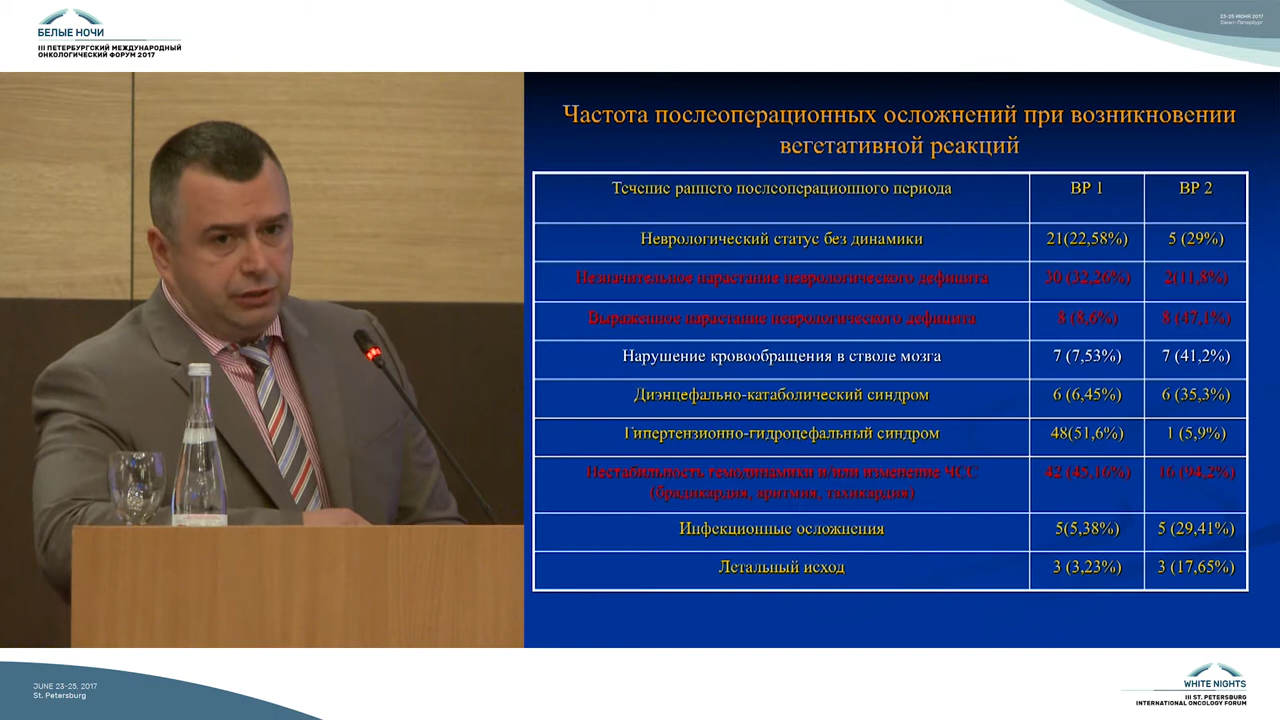 БЕЛЫЕ НОЧИ
III ПЕТЕРБУРГСКИЙ МЕЖДУНАРОДНЫЙ
ОНКОЛОГИЧЕСКИЙ ФОРУМ 2017
23-25 ИЮНЯ 2017
Санкт-Петербург
Частота послеоперационных осложнений при возникновении
вегетативной реакций
Течение раннего послеоперационного периода ВР 1 ВР 2
Неврологический статус без динамики 21(22,58%) 5 (29%)
Незначительное нарастание неврологического дефицита 30 (32,26%) 2(11,8%)
Выраженное нарастание неврологического дефицита 8 (8,6%) 8 (47,1%)
Нарушение кровообращения в стволе мозга 7 (7,53%) 7 (41,2%)
Диэнцефально-катаболический синдром 6 (6,45%) 6 (35,3%)
Гипертензионно-гидроцефальный синдром 48(51,6%) 1 (5,9%)
Нестабильность гемодинамики и/или изменение ЧСС 42 (45,16%) 16 (94,2%)
(брадикардия, аритмия, тахикардия)
Инфекционные осложнения 5(5,38%) 5 (29,41%)
Летальный исход 3 (3,23%) 3 (17,65%)
JUNE 23-25, 2017
St. Petersburg
WHITE NIGHTS
III ST. PETERSBURG
INTERNATIONAL ONCOLOGY FORUM